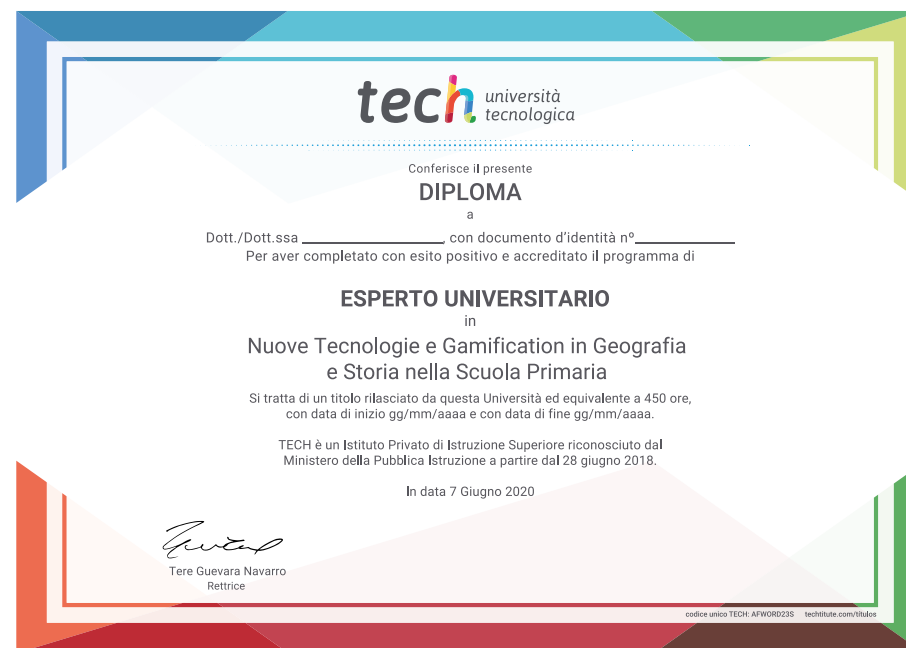 tech università
tecnologica
Conferisce il presente
DIPLOMA
a
Dott./Dott.ssa ____________________, con documento d'identità nº______________
Per aver completato con esito positivo e accreditato il programma di
ESPERTO UNIVERSITARIO
in
Nuove Tecnologie e Gamification in Geografia
e Storia nella Scuola Primaria
Si tratta di un titolo rilasciato da questa Università ed equivalente a 450 ore,
con data di inizio gg/mm/aaaa e con data di fine gg/mm/aaaa.
TECH è un Istituto Privato di Istruzione Superiore riconosciuto dal
Ministero della Pubblica Istruzione a partire dal 28 giugno 2018.
In data 7 Giugno 2020
Tere Guevara Navarro
Rettrice
codice unico TECH: AFWORD23S techtitute.com/titulos